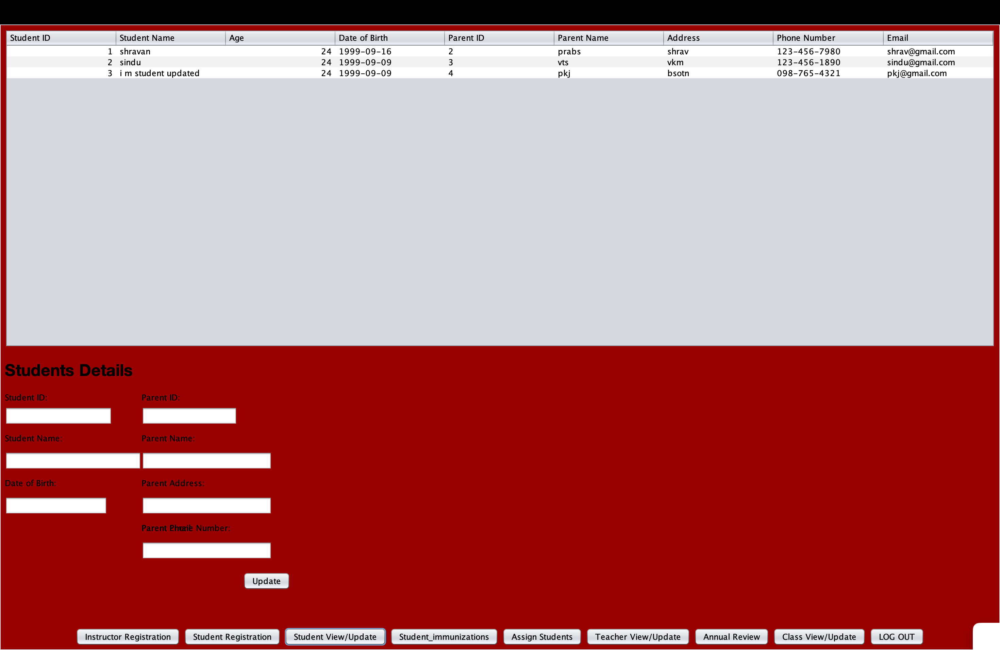 Student ID Student Name Age Date of Birth Parent ID Parent Name Address Phone Number Email
1 shravan 24 1999-09-16 2 prabs shrav 123-456-7980 shrav@gmail.com
2 sindu 24 1999-09-09 3 vts vkm 123-456-1890 sindu@gmail.com
3 i m student updated 24 1999-09-09 4 pkj bsotn 098-765-4321 pkj@gmail.com
Students Details
Student ID: Parent ID:
Student Name: Parent Name:
Date of Birth: Parent Address:
Parent Phone Number:
Parent Email:
Update
Instructor Registration Student Registration Student View/Update Student_immunizations Assign Students Teacher View/Update Annual Review Class View/Update LOG OUT